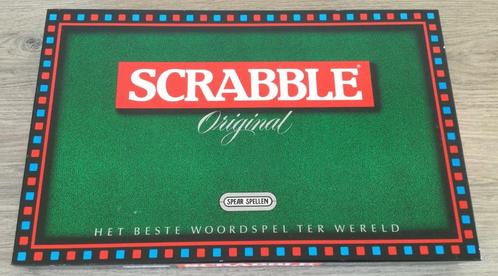 SCRABBLE
Original
SPEAR SPELLEN
HET BESTE WOORDSPEL TER WERELD